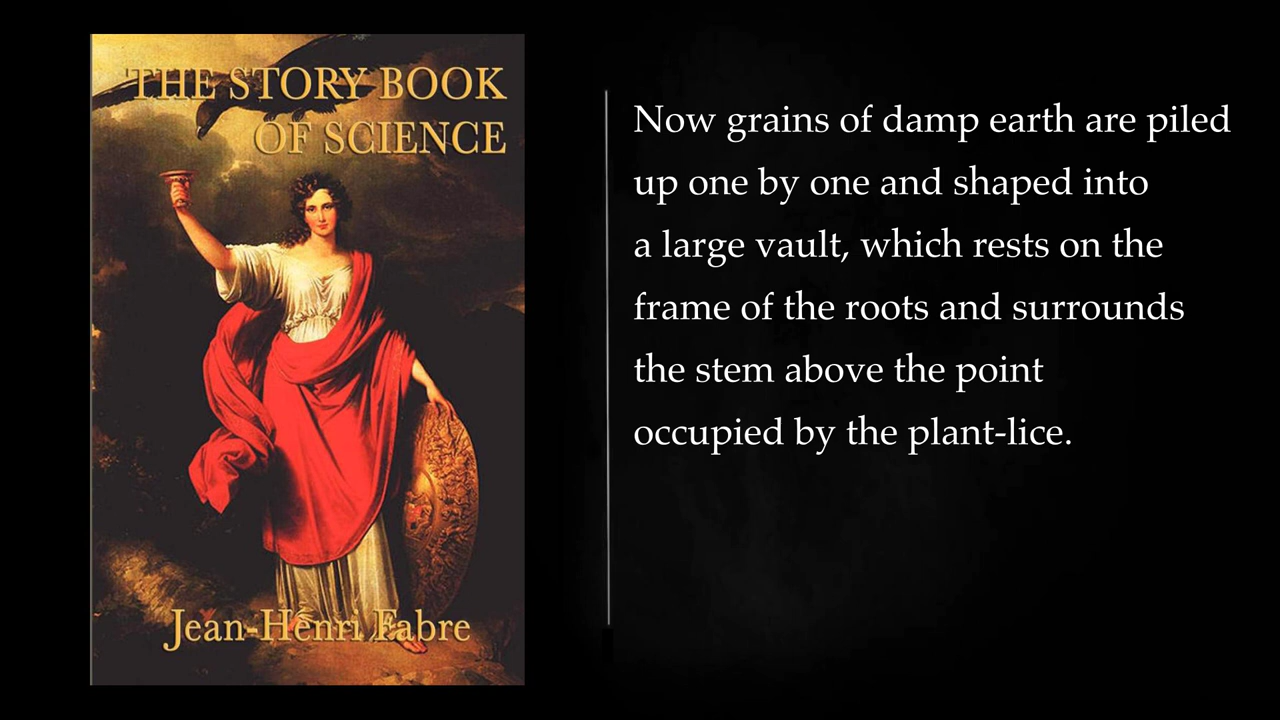 THE STORY BOOK
OF SCIENCE
Jean-Henri Fabre
Now grains of damp earth are piled
up one by one and shaped into
a large vault, which rests on the
frame of the roots and surrounds
the stem above the point
occupied by the plant-lice.